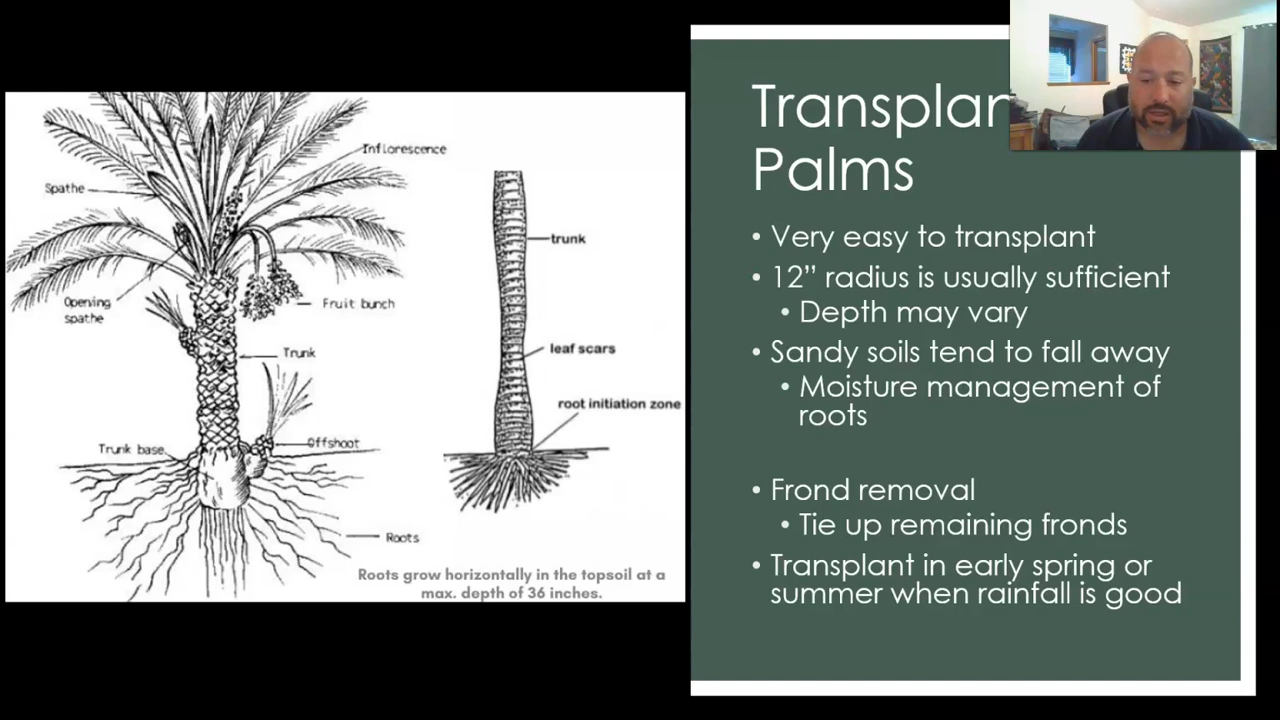 Inflorescence
Spathe
Opening
spathe
Fruit bunch
Trunk
Trunk base
Offshoot
Roots
trunk
leaf scars
root initiation zone
Roots grow horizontally in the topsoil at a
max. depth of 36 inches.
Transplan
Palms
• Very easy to transplant
• 12” radius is usually sufficient
• Depth may vary
• Sandy soils tend to fall away
• Moisture management of
roots
• Frond removal
• Tie up remaining fronds
• Transplant in early spring or
summer when rainfall is good